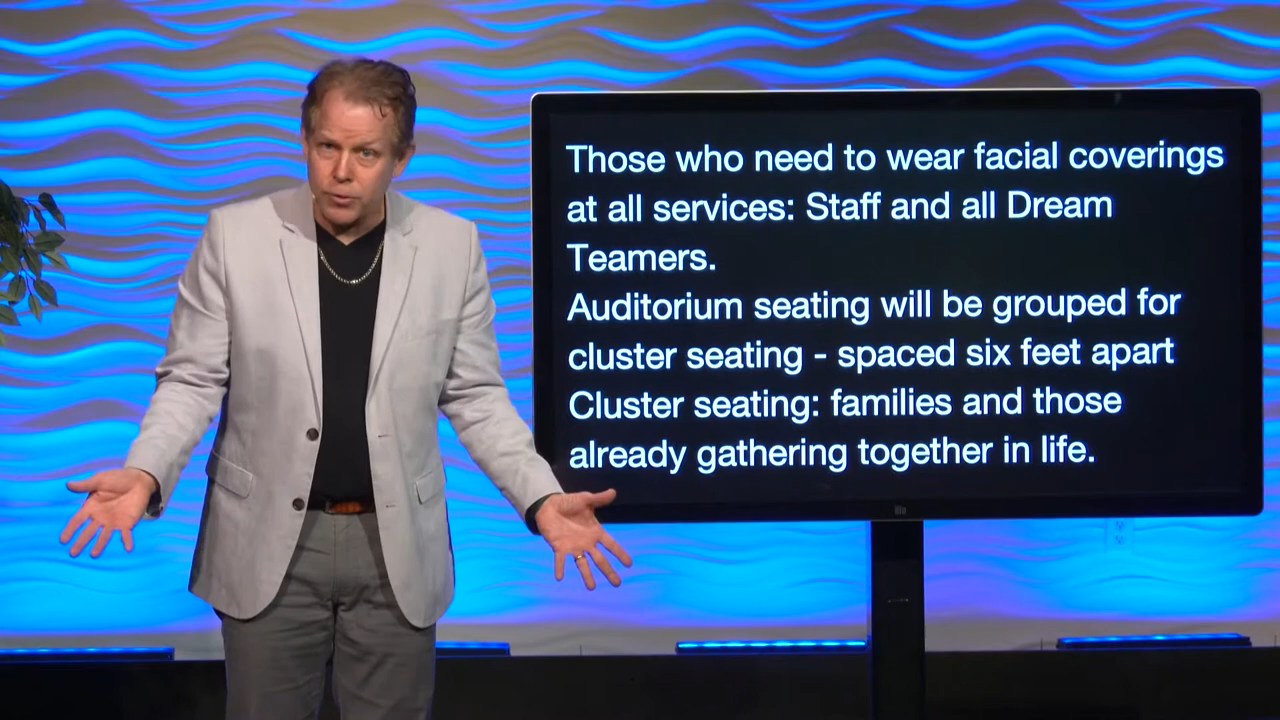 Those who need to wear facial coverings
at all services: Staff and all Dream
Teamers.
Auditorium seating will be grouped for
cluster seating - spaced six feet apart
Cluster seating: families and those
already gathering together in life.
elo